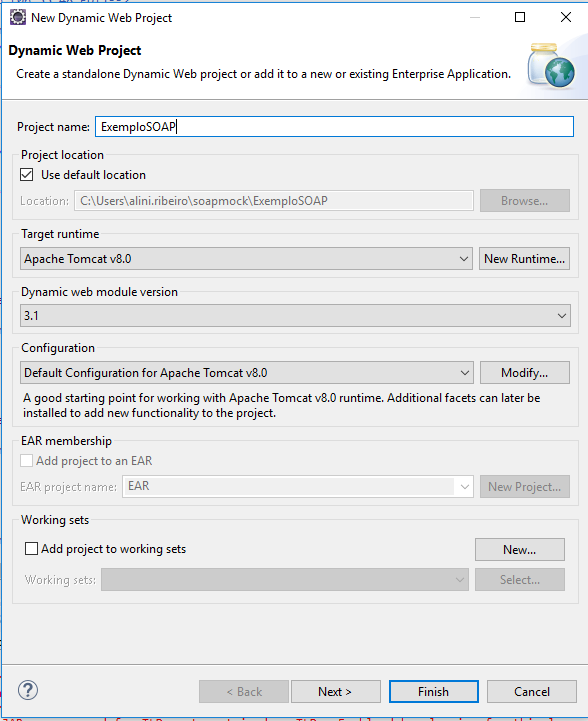 New Dynamic Web Project
Dynamic Web Project
Create a standalone Dynamic Web project or add it to a new or existing Enterprise Application.
Project name: ExemploSOAP
Project location
Use default location
Location: C:\Users\alini.ribeiro\soapmock\ExemploSOAP Browse...
Target runtime
Apache Tomcat v8.0 New Runtime...
Dynamic web module version
3.1
Configuration
Default Configuration for Apache Tomcat v8.0 Modify...
A good starting point for working with Apache Tomcat v8.0 runtime. Additional facets can later be
installed to add new functionality to the project.
EAR membership
Add project to an EAR
EAR project name: EAR New Project...
Working sets
Add project to working sets New...
Working sets: Select...
? < Back Next > Finish Cancel